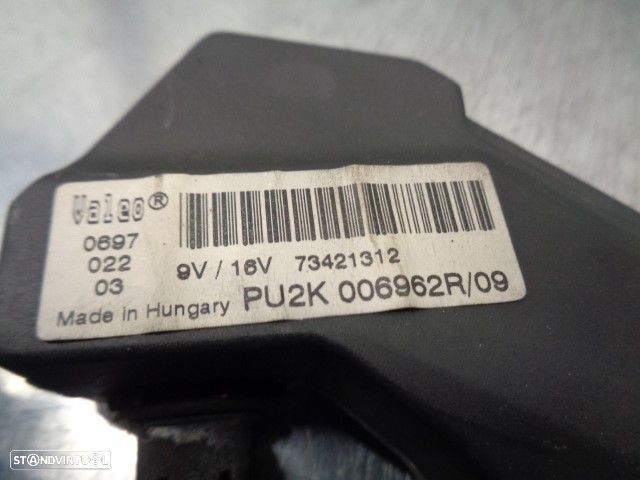 Valeo®
0697
022
03
9V / 16V 73421312
Made in Hungary PU2K 006962R/09
STANDVIRTUAL